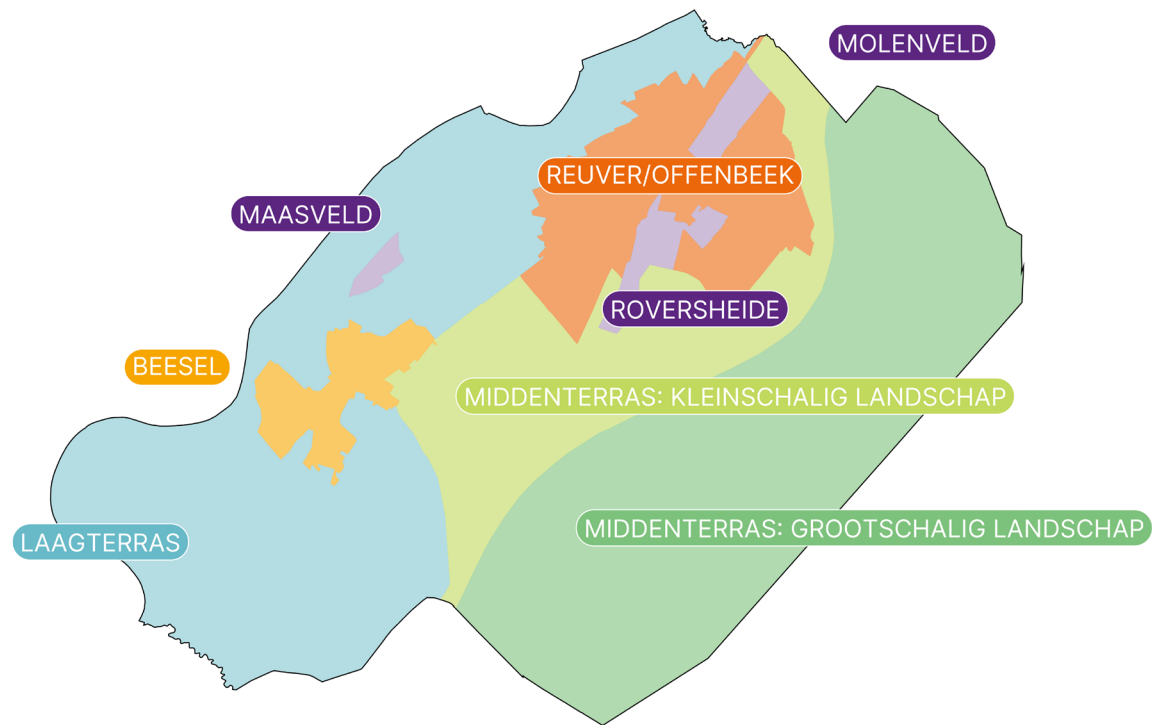 MOLENVELD
REUVER/OFFENBEEK
MAASVELD
ROVERSHEIDE
BEESEL
MIDDENTERRAS: KLEINSCHALIG LANDSCHAP
MIDDENTERRAS: GROOTSCHALIG LANDSCHAP
LAAGTERRAS